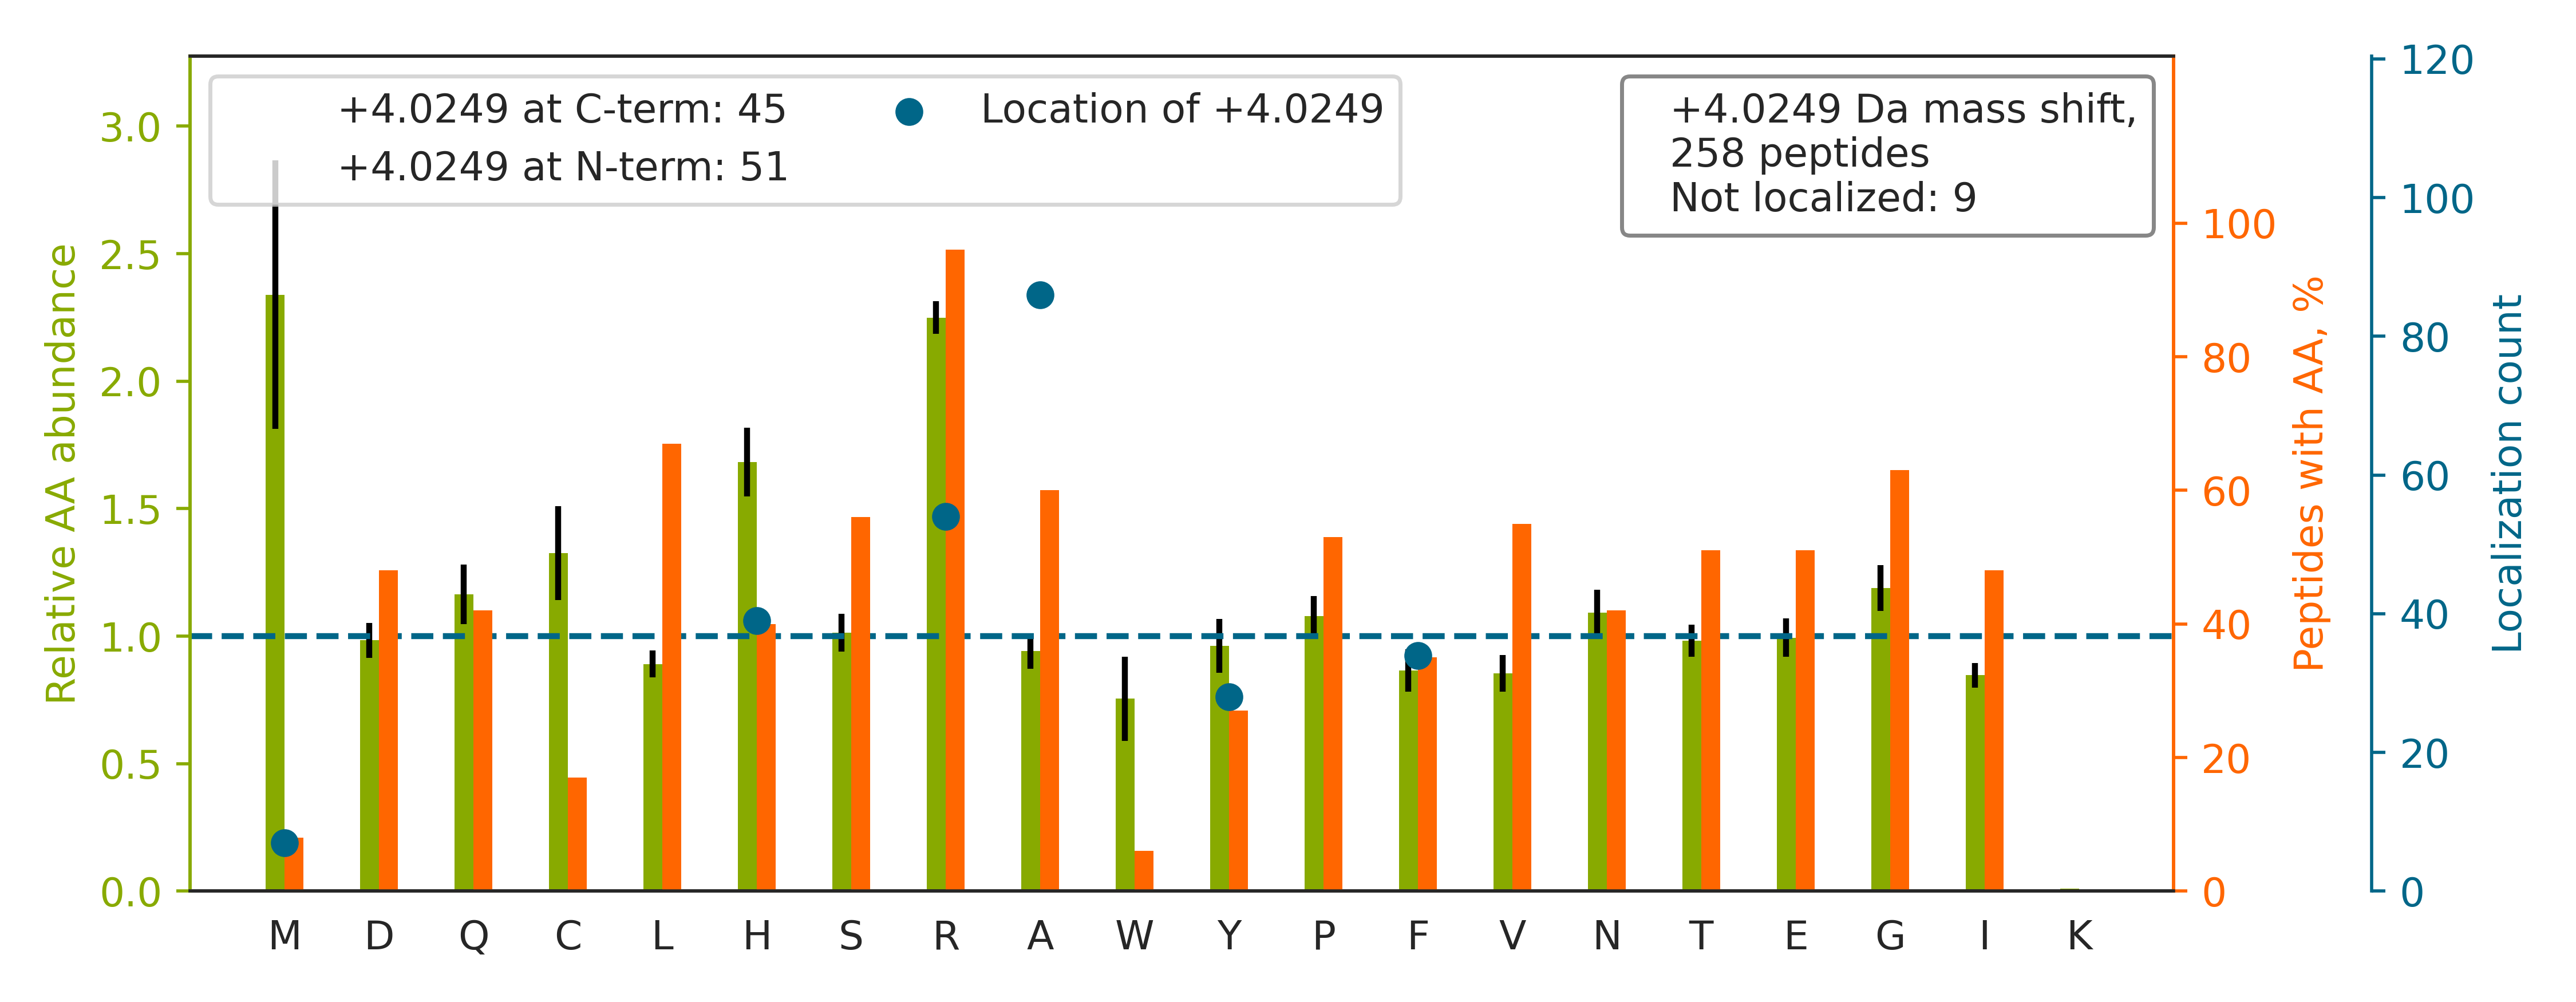 +4.0249 at C-term: 45
+4.0249 at N-term: 51
Location of +4.0249
+4.0249 Da mass shift,
258 peptides
Not localized: 9
Relative AA abundance
3.0
2.5
2.0
1.5
1.0
0.5
0.0
M D Q C L H S R A W Y P F V N T E G I K
100
80
60
40
20
0
Peptides with AA, %
120
100
80
60
40
20
0
Localization count